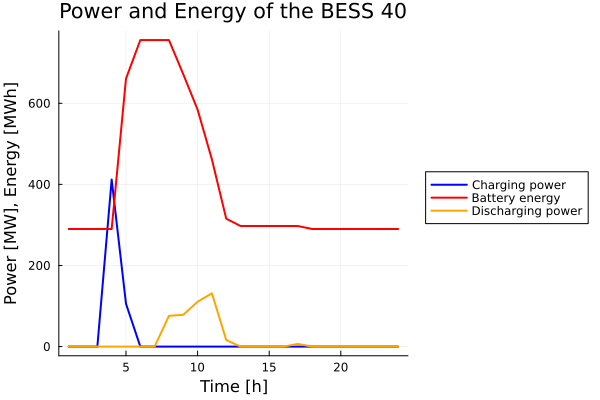 Power and Energy of the BESS 40
Power [MW], Energy [MWh]
600
400
200
0
5
10
15
20
Time [h]
Charging power
Battery energy
Discharging power